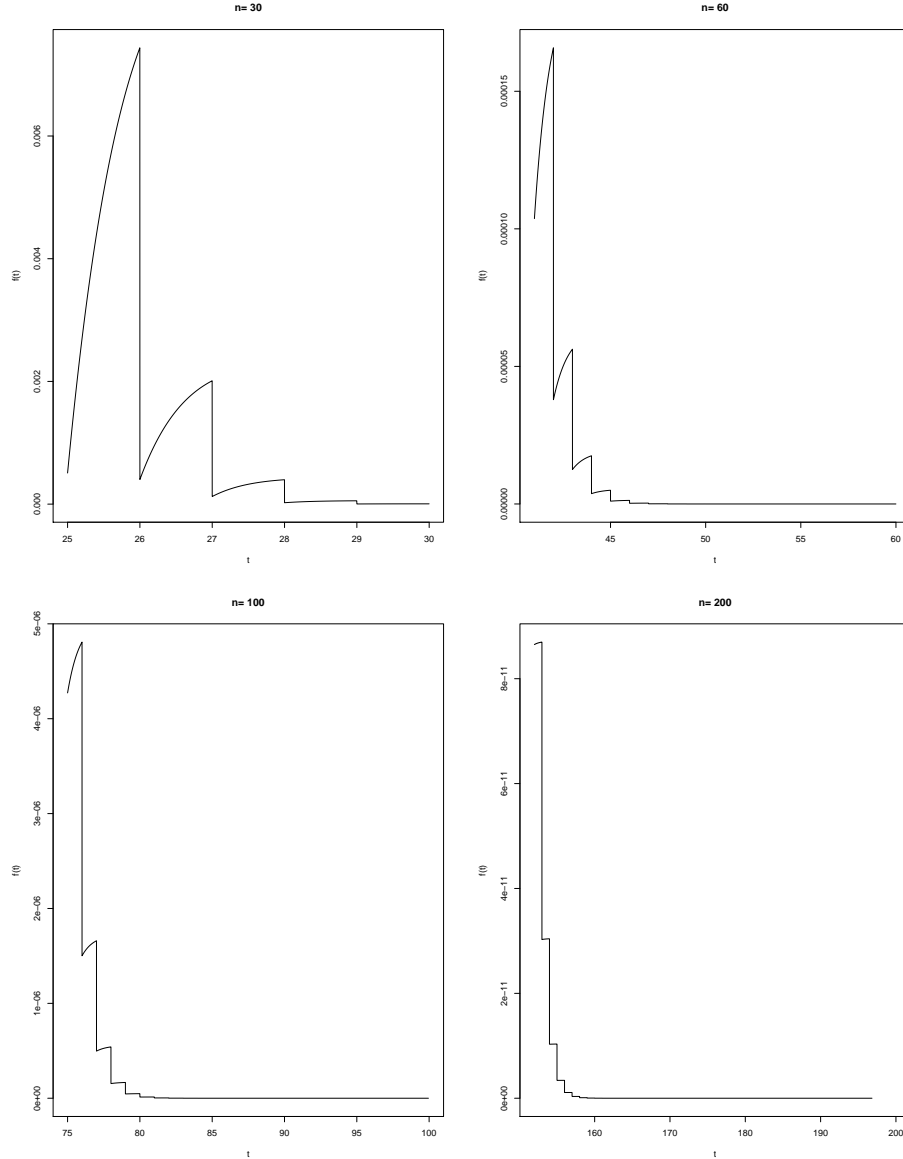 n= 30
0.006
0.004
0.002
0.000
f(t)
25 26 27 28 29 30
t
n= 60
0.00015
0.00010
0.00005
0.00000
f(t)
45 50 55 60
t
n= 100
5e−06
4e−06
3e−06
2e−06
1e−06
0e+00
f(t)
75 80 85 90 95 100
t
n= 200
8e−11
6e−11
4e−11
2e−11
0e+00
f(t)
160 170 180 190 200
t